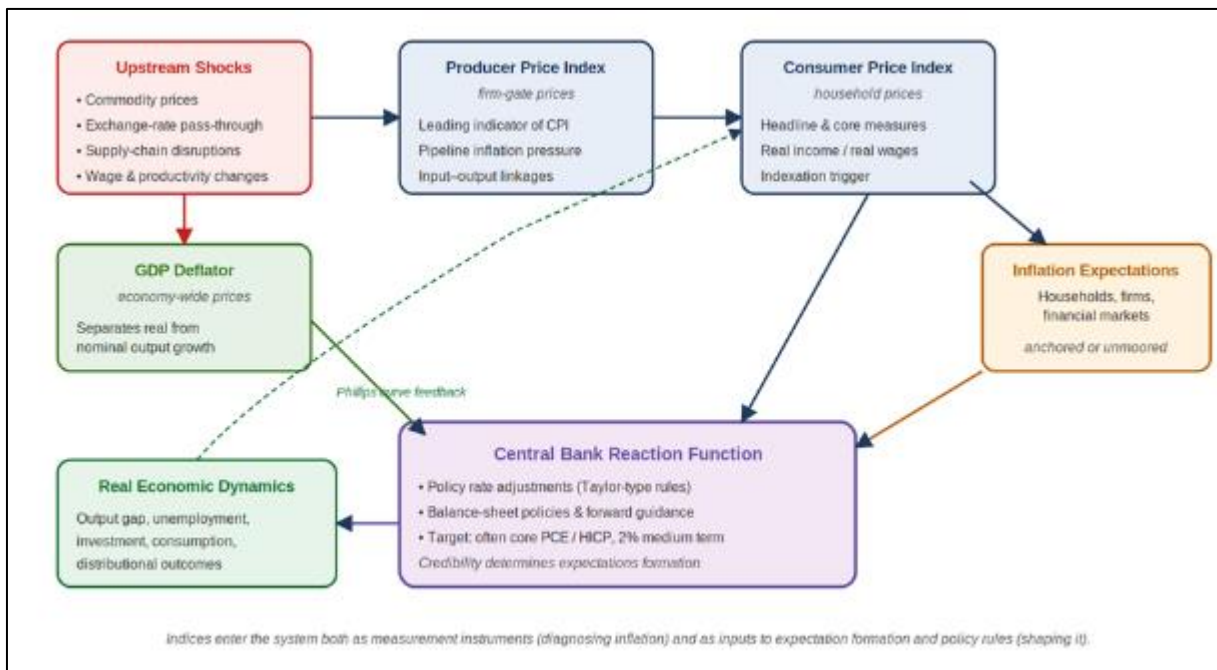 Upstream Shocks
• Commodity prices
• Exchange-rate pass-through
• Supply-chain disruptions
• Wage & productivity changes
Producer Price Index
firm-gate prices
Leading indicator of CPI
Pipeline inflation pressure
Input–output linkages
Consumer Price Index
household prices
Headline & core measures
Real income / real wages
Indexation trigger
GDP Deflator
economy-wide prices
Separates real from
nominal output growth
Inflation Expectations
Households, firms,
financial markets
anchored or unmoored
Phillips curve feedback
Central Bank Reaction Function
• Policy rate adjustments (Taylor-type rules)
• Balance-sheet policies & forward guidance
• Target: often core PCE / HICP, 2% medium term
Credibility determines expectations formation
Real Economic Dynamics
Output gap, unemployment,
investment, consumption,
distributional outcomes
Indices enter the system both as measurement instruments (diagnosing inflation) and as inputs to expectation formation and policy rules (shaping it).